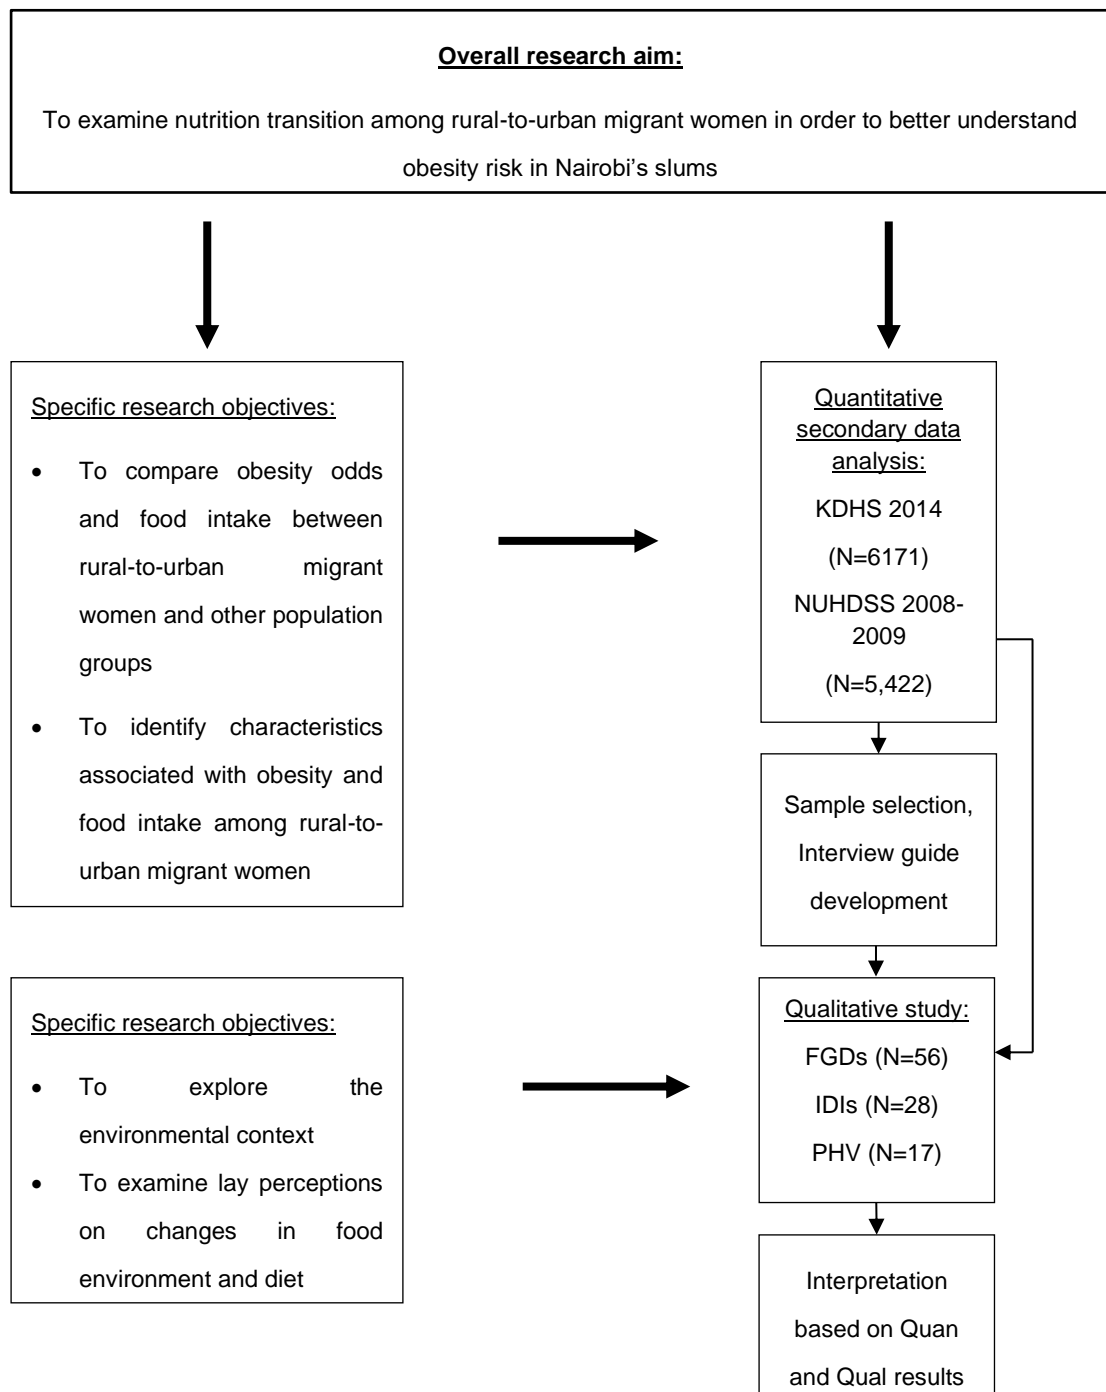 Overall research aim:
To examine nutrition transition among rural-to-urban migrant women in order to better understand
obesity risk in Nairobi’s slums
Specific research objectives:
• To compare obesity odds
and food intake between
rural-to-urban migrant
women and other population
groups
• To identify characteristics
associated with obesity and
food intake among rural-to-
urban migrant women
Quantitative
secondary data
analysis:
KDHS 2014
(N=6171)
NUHDSS 2008-
2009
(N=5,422)
Sample selection,
Interview guide
development
Specific research objectives:
• To explore the
environmental context
• To examine lay perceptions
on changes in food
environment and diet
Qualitative study:
FGDs (N=56)
IDIs (N=28)
PHV (N=17)
Interpretation
based on Quan
and Qual results